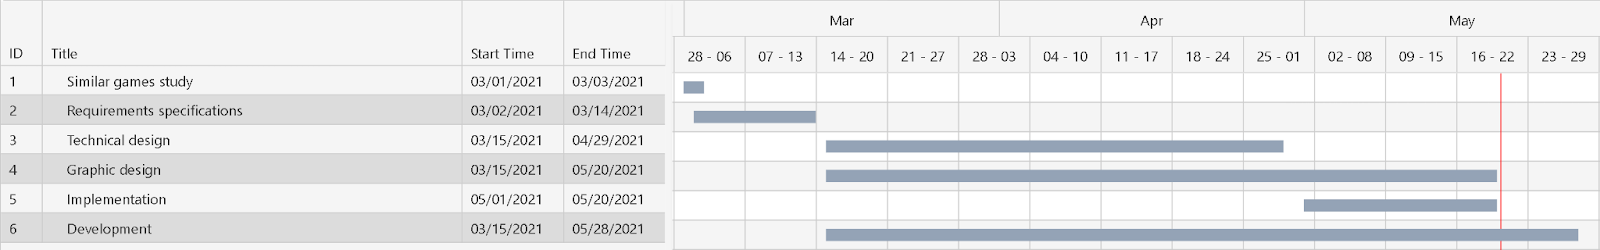 Mar Apr May
ID Title Start Time End Time 28 - 06 07 - 13 14 - 20 21 - 27 28 - 03 04 - 10 11 - 17 18 - 24 25 - 01 02 - 08 09 - 15 16 - 22 23 - 29
1 Similar games study 03/01/2021 03/03/2021
2 Requirements specifications 03/02/2021 03/14/2021
3 Technical design 03/15/2021 04/29/2021
4 Graphic design 03/15/2021 05/20/2021
5 Implementation 05/01/2021 05/20/2021
6 Development 03/15/2021 05/28/2021